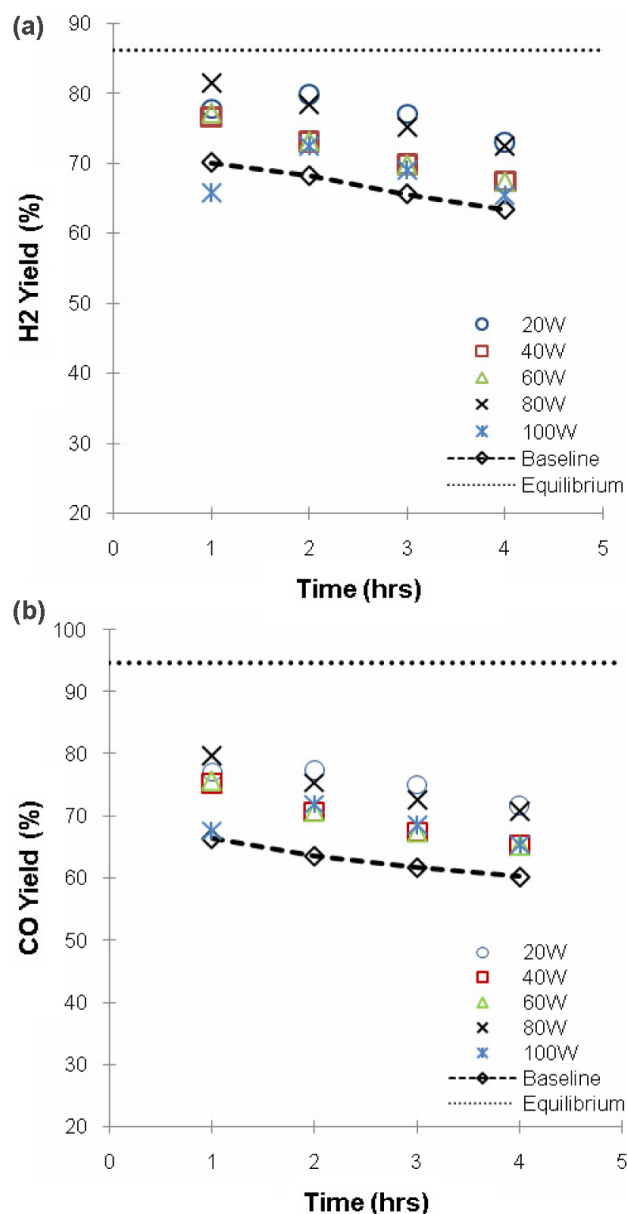 (a)
90
80
70
60
50
40
30
20
H2 Yield (%)
20W
40W
60W
80W
100W
Baseline
Equilibrium
0 1 2 3 4 5
Time (hrs)
(b)
100
90
80
70
60
50
40
30
20
CO Yield (%)
20W
40W
60W
80W
100W
Baseline
Equilibrium
0 1 2 3 4 5
Time (hrs)